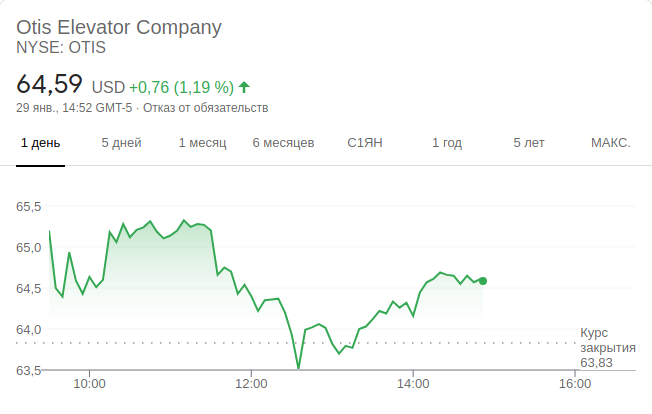 Otis Elevator Company
NYSE: OTIS
64,59 USD +0,76 (1,19 %)
29 янв., 14:52 GMT-5 · Отказ от обязательств
1 день 5 дней 1 месяц 6 месяцев С1ЯН 1 год 5 лет МАКС.
65,5
65,0
64,5
64,0
Курс
закрытия
63,83
63,5
10:00 12:00 14:00 16:00